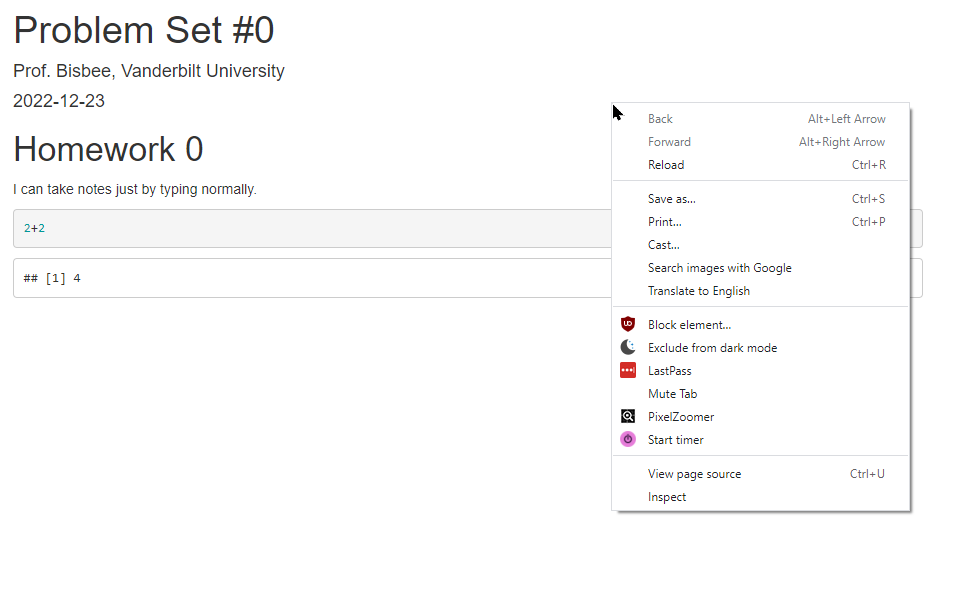 Problem Set #0
Prof. Bisbee, Vanderbilt University
2022-12-23
Homework 0
I can take notes just by typing normally.
2+2
## [1] 4
Back Alt+Left Arrow
Forward Alt+Right Arrow
Reload Ctrl+R
Save as... Ctrl+S
Print... Ctrl+P
Cast...
Search images with Google
Translate to English
Block element...
Exclude from dark mode
LastPass
Mute Tab
PixelZoomer
Start timer
View page source Ctrl+U
Inspect